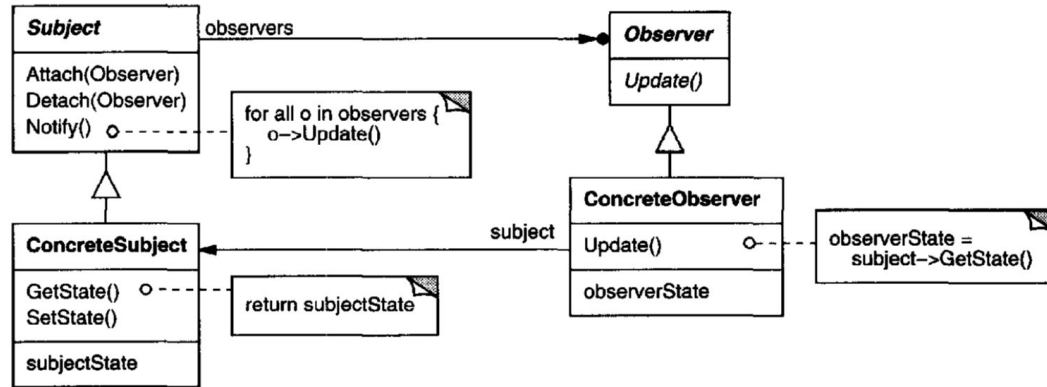 Subject
Attach(Observer)
Detach(Observer)
Notify()
observers
Observer
Update()
for all o in observers {
o->Update()
}
ConcreteSubject
GetState()
SetState()
subjectState
return subjectState
subject
ConcreteObserver
Update()
observerState
observerState =
subject->GetState()